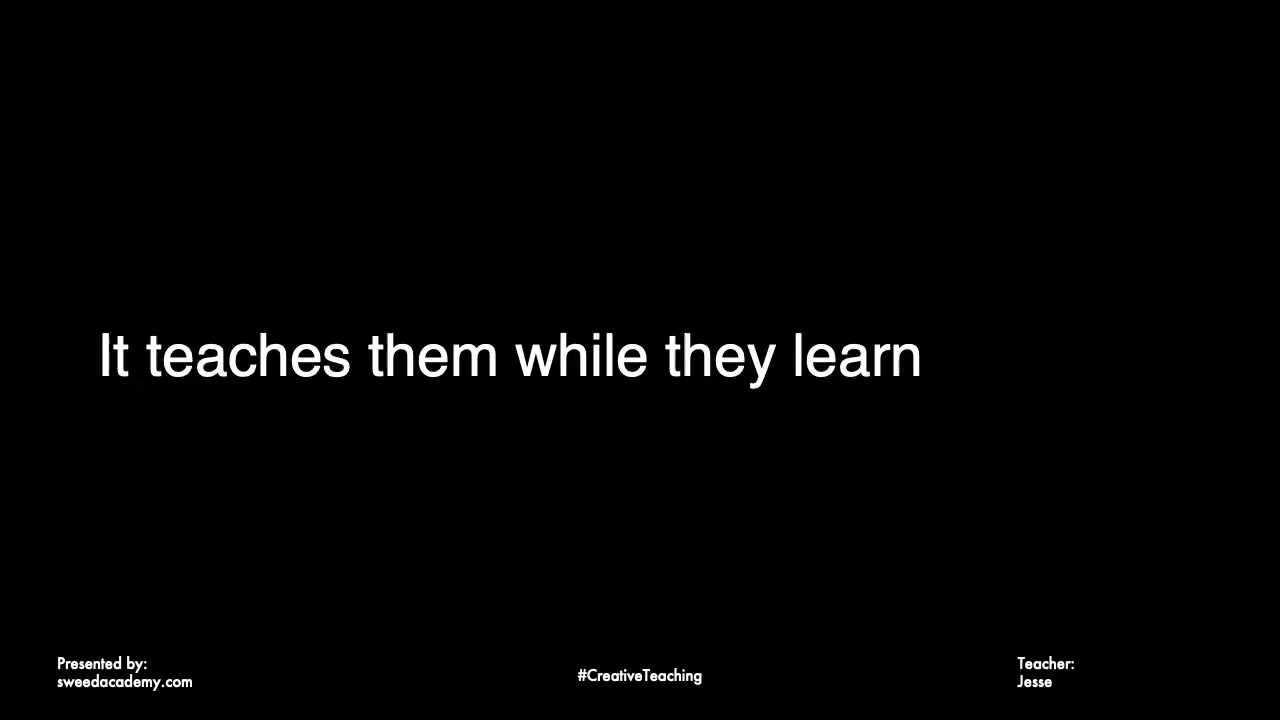 It teaches them while they learn
Presented by:
sweedacademy.com
#CreativeTeaching
Teacher:
Jesse